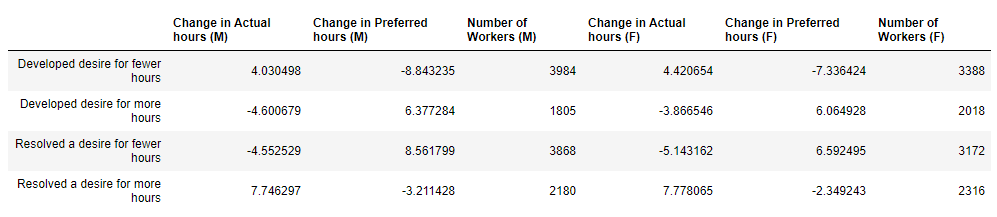 Change in Actual hours (M) Change in Preferred hours (M) Number of Workers (M) Change in Actual hours (F) Change in Preferred hours (F) Number of Workers (F)
Developed desire for fewer hours 4.030498 -8.843235 3984 4.420654 -7.336424 3388
Developed desire for more hours -4.600679 6.377284 1805 -3.866546 6.064928 2018
Resolved a desire for fewer hours -4.552529 8.561799 3868 -5.143162 6.592495 3172
Resolved a desire for more hours 7.746297 -3.211428 2180 7.778065 -2.349243 2316